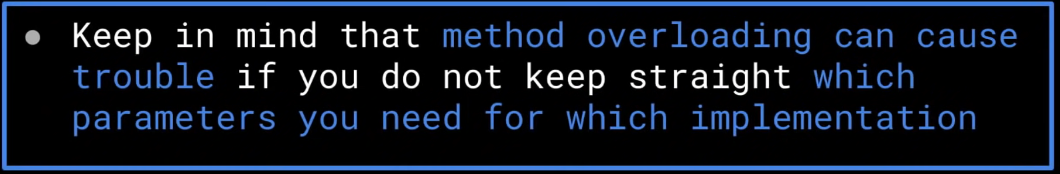 Keep in mind that method overloading can cause
trouble if you do not keep straight which
parameters you need for which implementation